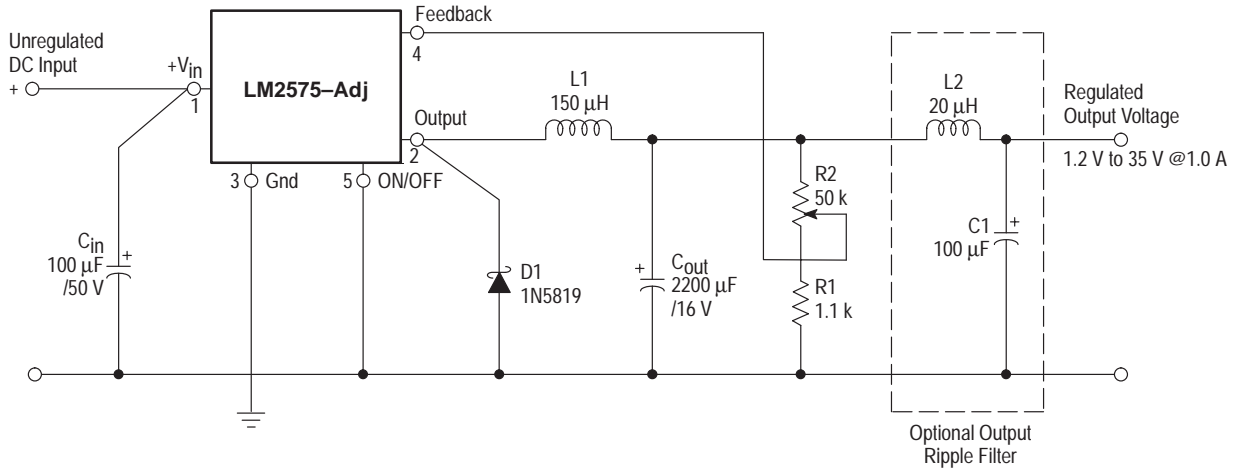 Feedback
4
Unregulated
DC Input
+
+Vin
1
LM2575–Adj
Output
2
L1
150 μH
L2
20 μH
Regulated
Output Voltage
1.2 V to 35 V @1.0 A
3
Gnd
5
ON/OFF
R2
50 k
Cin
100 μF
/50 V
+
D1
1N5819
+
Cout
2200 μF
/16 V
R1
1.1 k
C1
100 μF
+
Optional Output
Ripple Filter